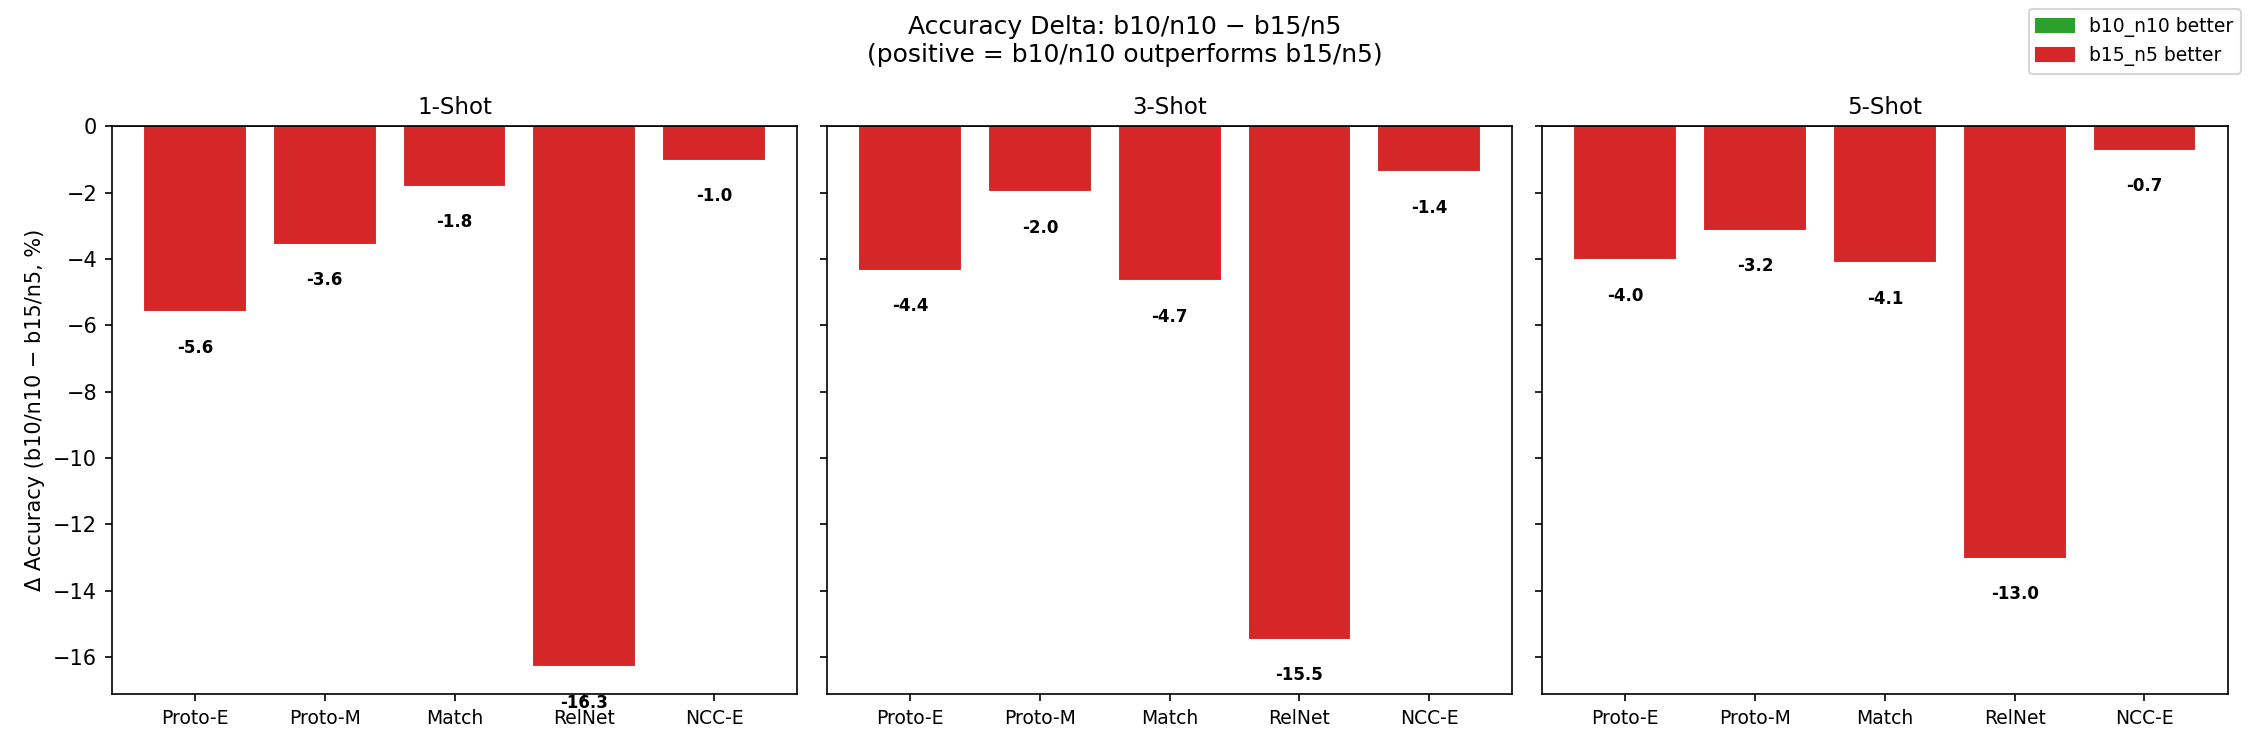 Accuracy Delta: b10/n10 − b15/n5
(positive = b10/n10 outperforms b15/n5)
b10_n10 better
b15_n5 better
1-Shot
3-Shot
5-Shot
Δ Accuracy (b10/n10 − b15/n5, %)
0
−2
−4
−6
−8
−10
−12
−14
−16
-5.6
-3.6
-1.8
-16.3
-1.0
Proto-E
Proto-M
Match
RelNet
NCC-E
-4.4
-2.0
-4.7
-15.5
-1.4
Proto-E
Proto-M
Match
RelNet
NCC-E
-4.0
-3.2
-4.1
-13.0
-0.7
Proto-E
Proto-M
Match
RelNet
NCC-E